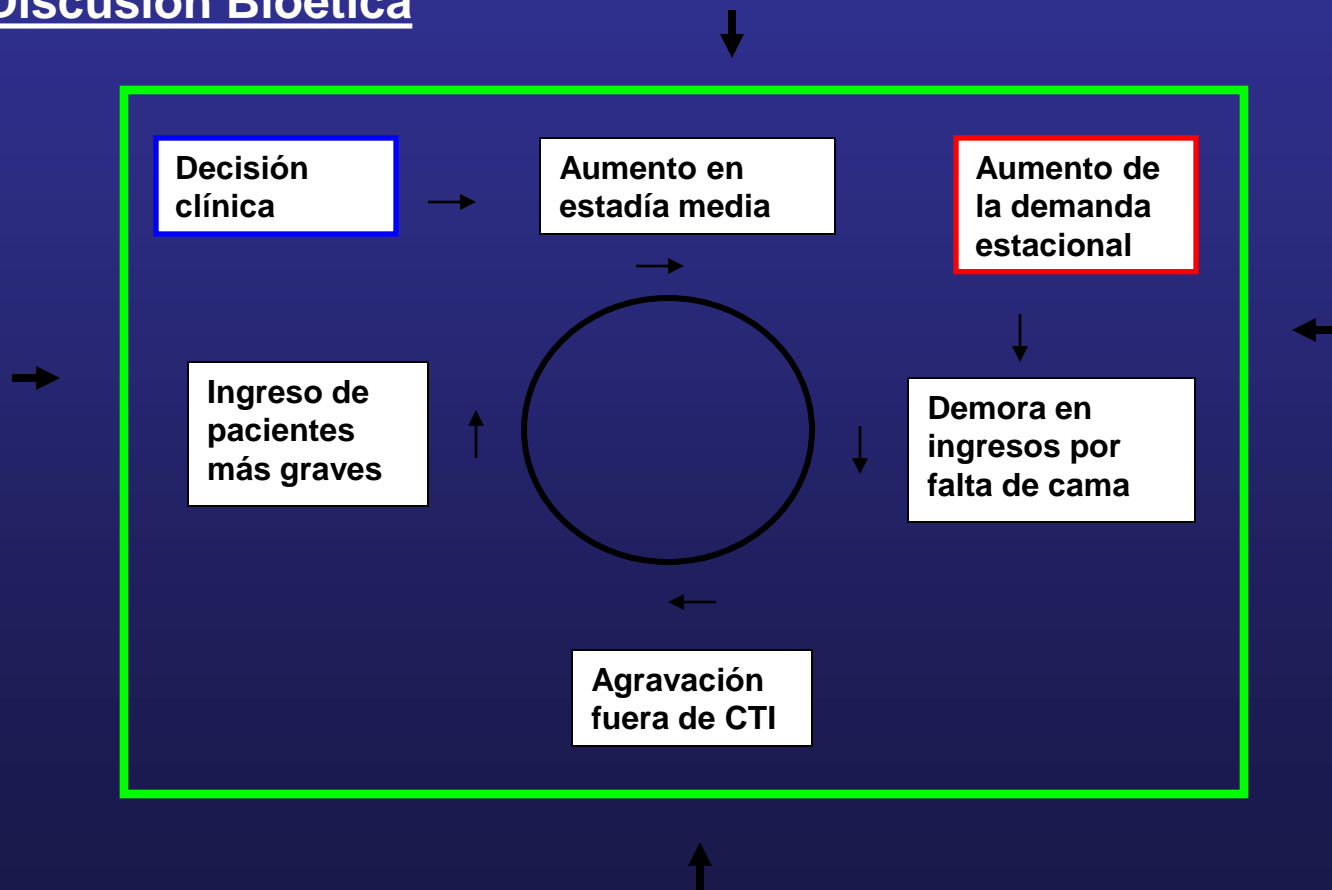 Discusión Bioética
Decisión
clínica
Aumento en
estadía media
Aumento de
la demanda
estacional
Ingreso de
pacientes
más graves
Demora en
ingresos por
falta de cama
Agravación
fuera de CTI